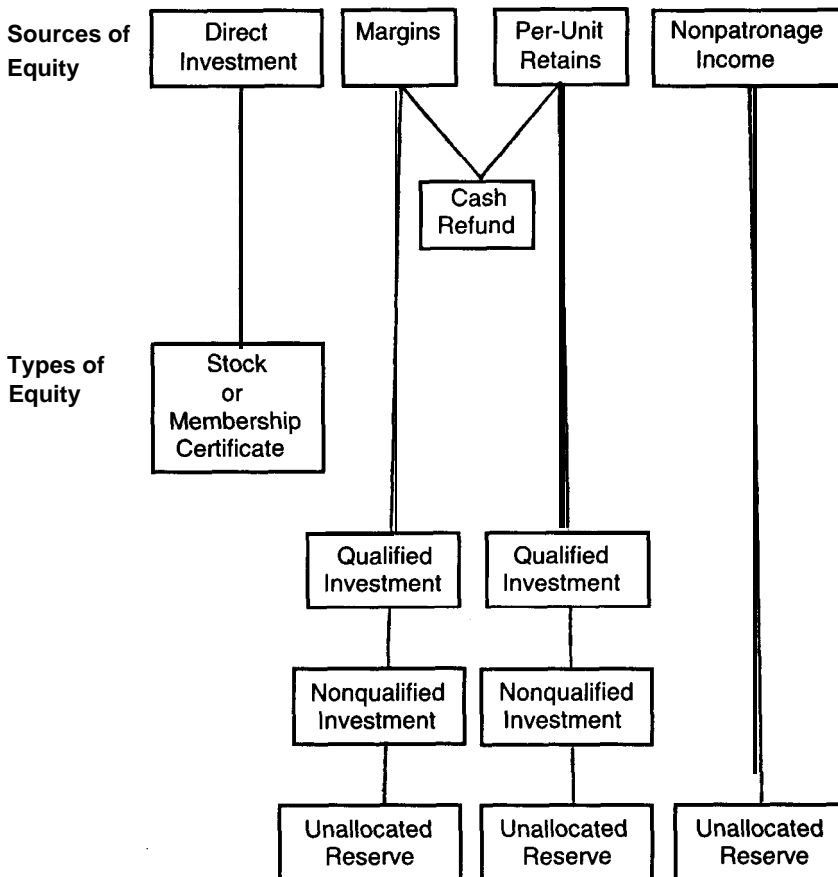 Sources of
Equity
Direct
Investment
Margins
Per-Unit
Retains
Nonpatronage
Income
Cash
Refund
Types of
Equity
Stock
or
Membership
Certificate
Qualified
Investment
Qualified
Investment
Nonqualified
Investment
Nonqualified
Investment
Unallocated
Reserve
Unallocated
Reserve
Unallocated
Reserve